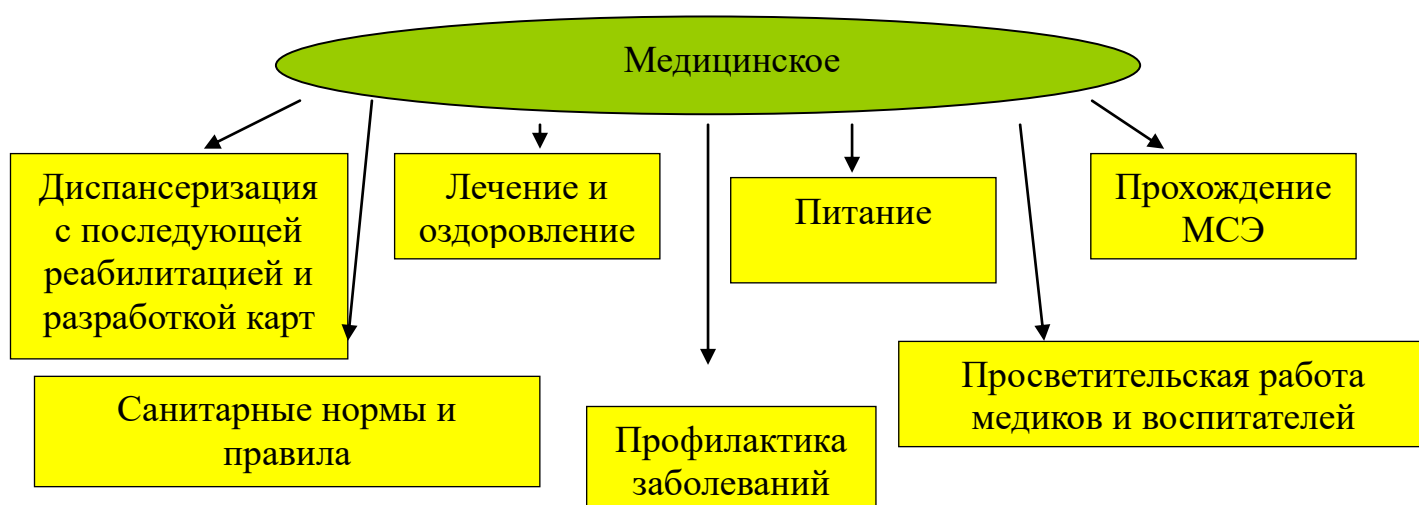 Медицинское
Диспансеризация
с последующей
реабилитацией и
разработкой карт
Лечение и
оздоровление
Питание
Прохождение
МСЭ
Санитарные нормы и
правила
Профилактика
заболеваний
Просветительская работа
медиков и воспитателей